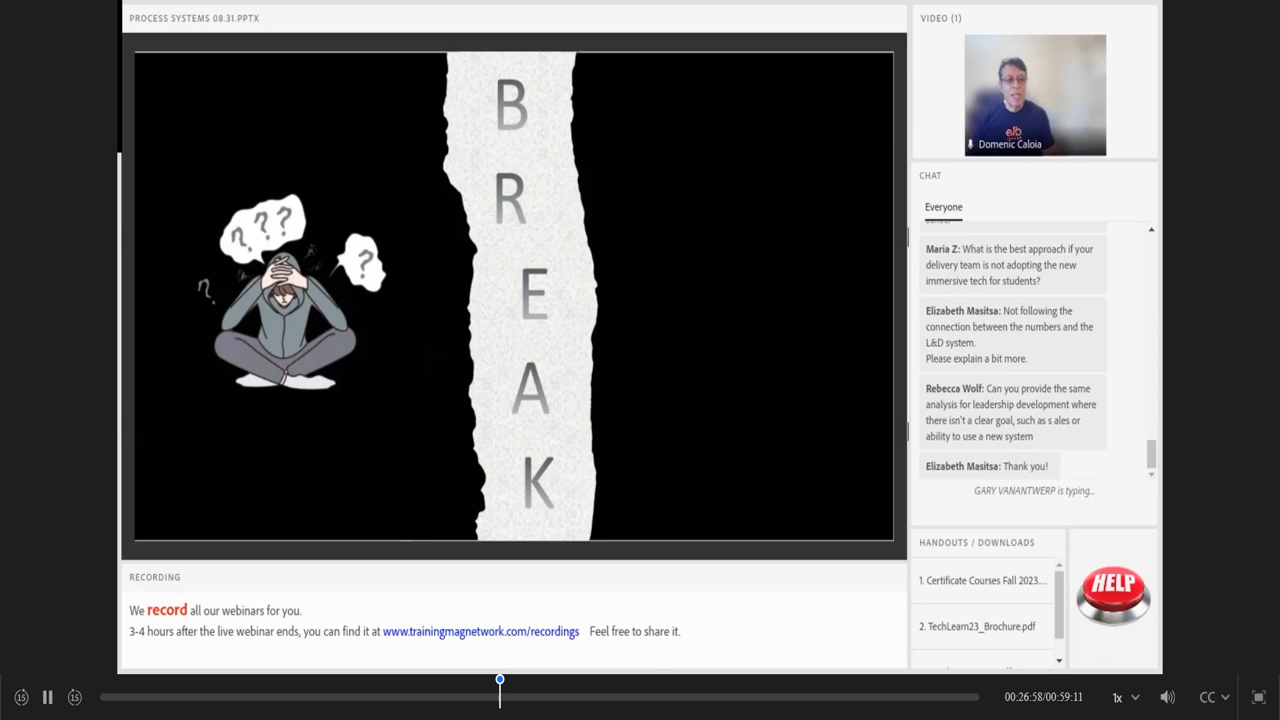 PROCESS SYSTEMS 08.31.PPTX
B
R
E
A
K
? ? ?
?
?
VIDEO (1)
elb
Domenic Caloia
CHAT
Everyone
Maria Z: What is the best approach if your
delivery team is not adopting the new
immersive tech for students?
Elizabeth Masitsa: Not following the
connection between the numbers and the
L&D system.
Please explain a bit more.
Rebecca Wolf: Can you provide the same
analysis for leadership development where
there isn't a clear goal, such as s ales or
ability to use a new system
Elizabeth Masitsa: Thank you!
GARY VANANTWERP is typing...
HANDOUTS / DOWNLOADS
1. Certificate Courses Fall 2023....
2. TechLearn23_Brochure.pdf
HELP
RECORDING
We record all our webinars for you.
3-4 hours after the live webinar ends, you can find it at www.trainingmagnetwork.com/recordings Feel free to share it.
15
15
00:26:58/00:59:11
1x
CC